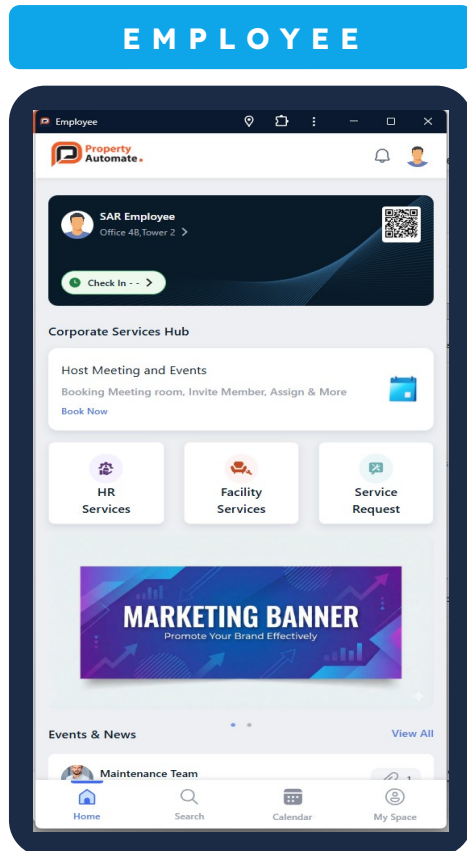 EMPLOYEE
Employee
Property
Automate.
SAR Employee
Office 4B,Tower 2
Check In - -
Corporate Services Hub
Host Meeting and Events
Booking Meeting room, Invite Member, Assign & More
Book Now
HR
Services
Facility
Services
Service
Request
MARKETING BANNER
Promote Your Brand Effectively
Events & News
View All
Maintenance Team
1
Home
Search
Calendar
My Space